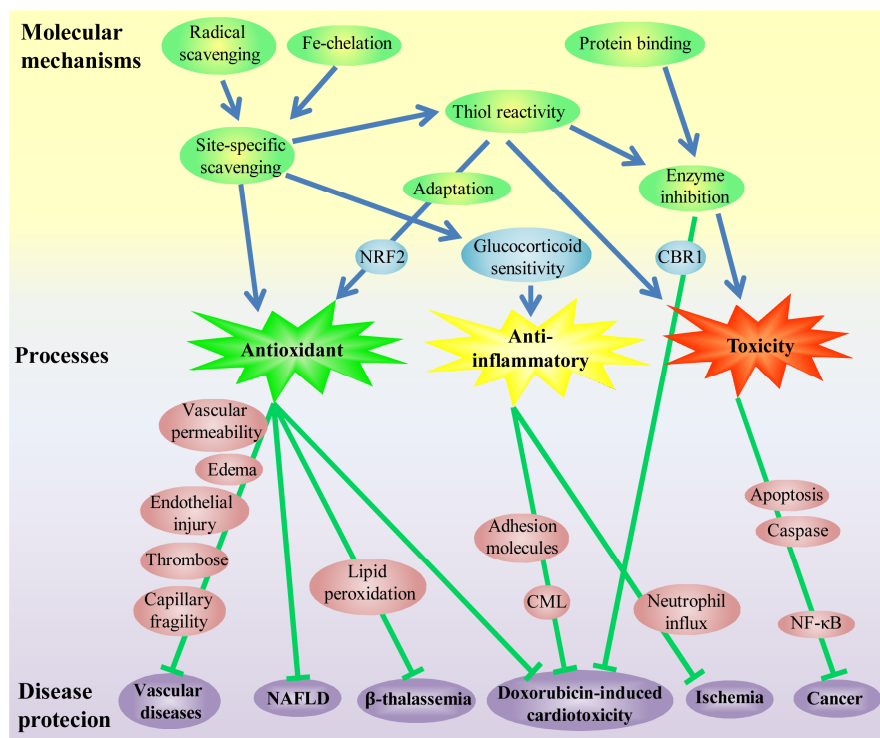 Molecular
mechanisms
Radical
scavenging
Fe-chelation
Protein binding
Thiol reactivity
Site-specific
scavenging
Adaptation
Enzyme
inhibition
NRF2
Glucocorticoid
sensitivity
CBR1
Processes
Antioxidant
Anti-
inflammatory
Toxicity
Vascular
permeability
Edema
Endothelial
injury
Thrombose
Capillary
fragility
Lipid
peroxidation
Adhesion
molecules
CML
Neutrophil
influx
Apoptosis
Caspase
NF-κB
Disease
protecion
Vascular
diseases
NAFLD
β-thalassemia
Doxorubicin-induced
cardiotoxicity
Ischemia
Cancer